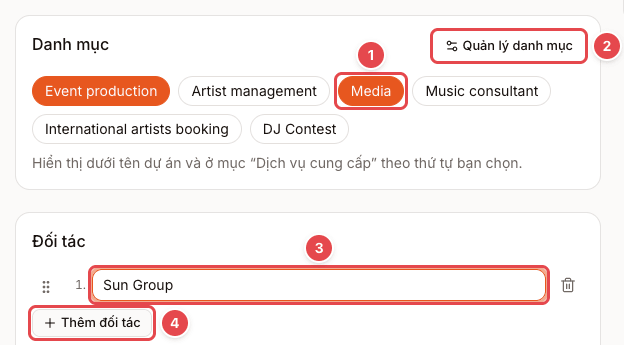 Danh mục
Quản lý danh mục
2
1
Event production
Artist management
Media
Music consultant
International artists booking
DJ Contest
Hiển thị dưới tên dự án và ở mục “Dịch vụ cung cấp” theo thứ tự bạn chọn.
Đối tác
3
1. Sun Group
+ Thêm đối tác
4